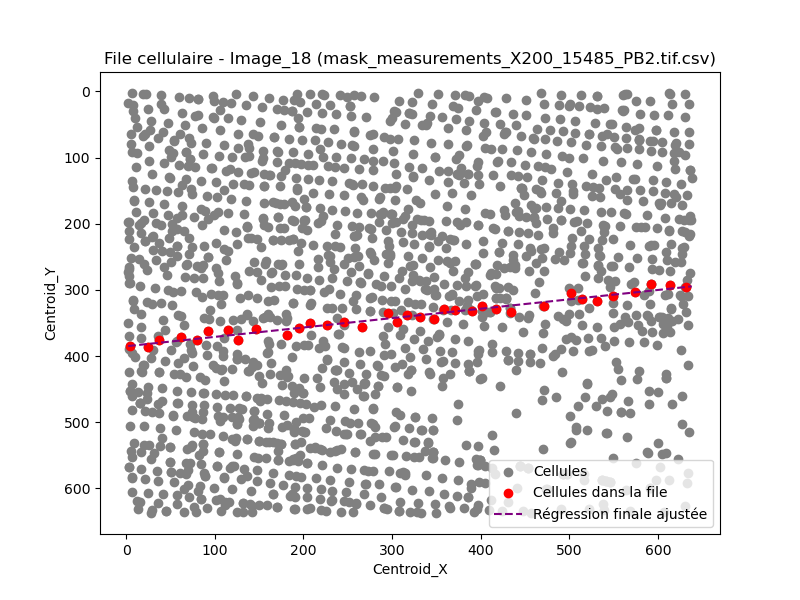 File cellulaire - Image_18 (mask_measurements_X200_15485_PB2.tif.csv)
0
100
200
300
400
500
600
Centroid_Y
Cellules
Cellules dans la file
Régression finale ajustée
0 100 200 300 400 500 600
Centroid_X